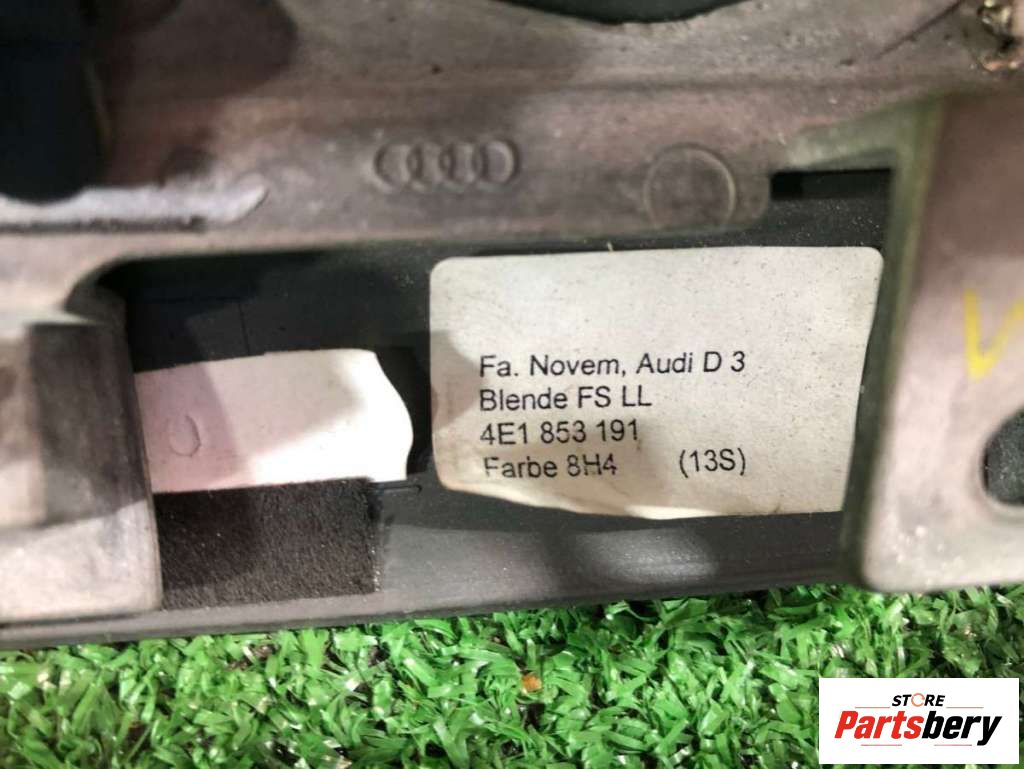 Fa. Novem, Audi D 3
Blende FS LL
4E1 853 191
Farbe 8H4 (13S)
STORE
Partsbery